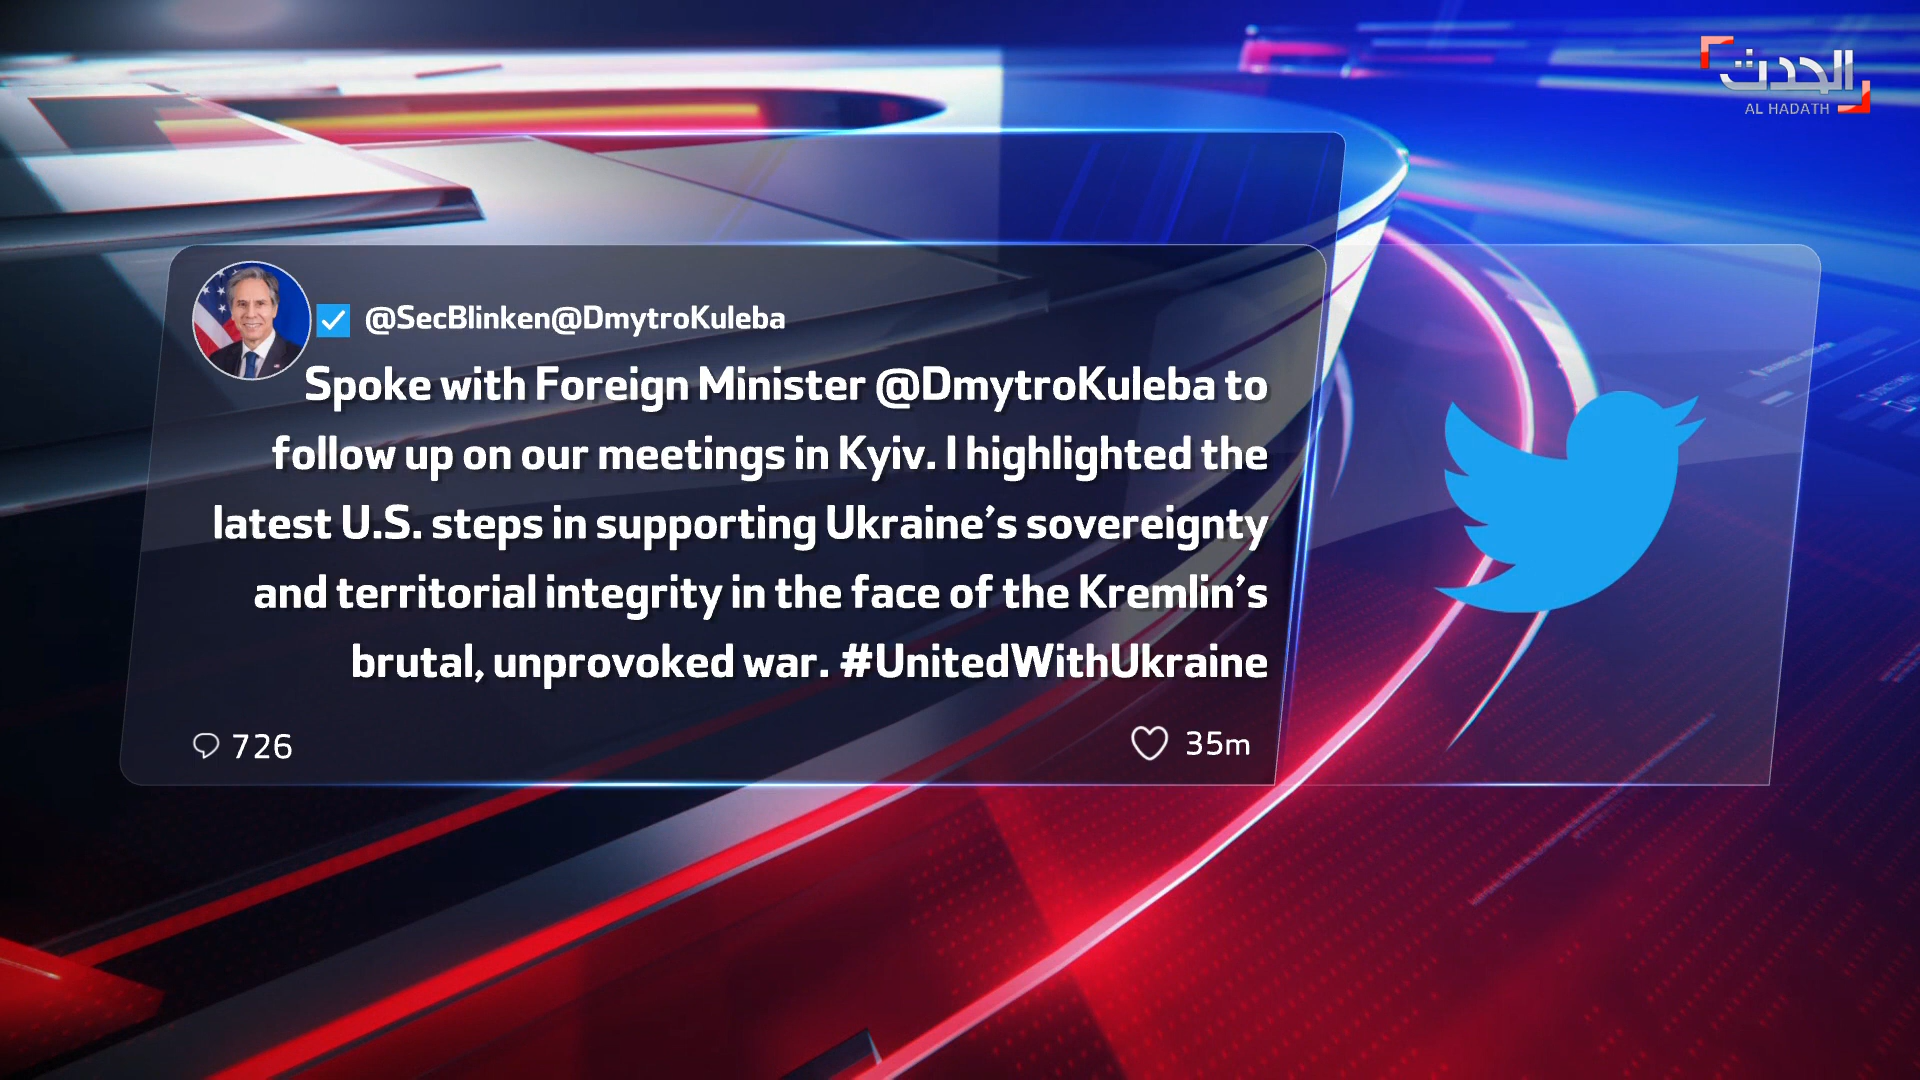 الحدث
AL HADATH
@SecBlinken@DmytroKuleba
Spoke with Foreign Minister @DmytroKuleba to
follow up on our meetings in Kyiv. I highlighted the
latest U.S. steps in supporting Ukraine’s sovereignty
and territorial integrity in the face of the Kremlin’s
brutal, unprovoked war. #UnitedWithUkraine
726
35m